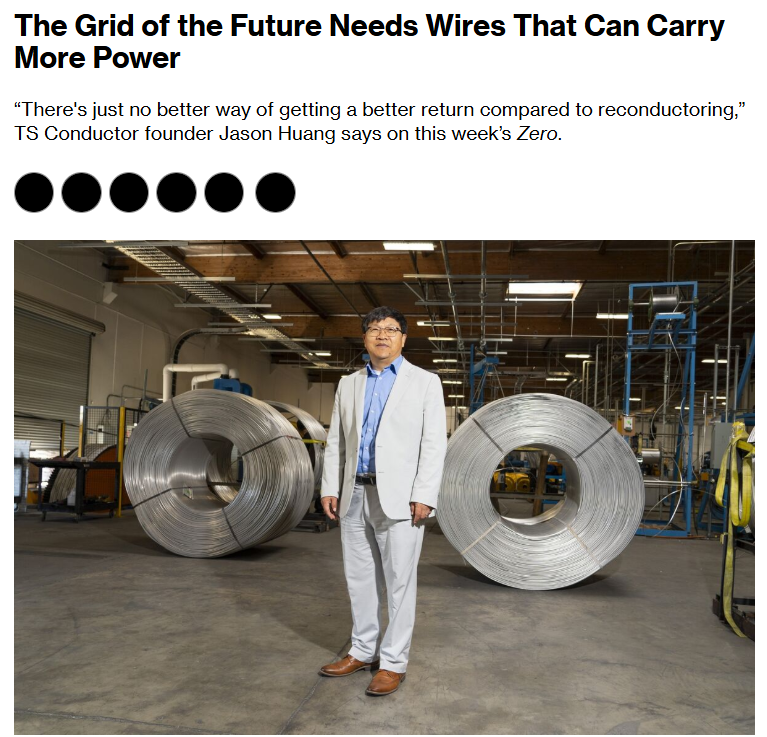 The Grid of the Future Needs Wires That Can Carry
More Power
“There's just no better way of getting a better return compared to reconductoring,”
TS Conductor founder Jason Huang says on this week’s Zero.